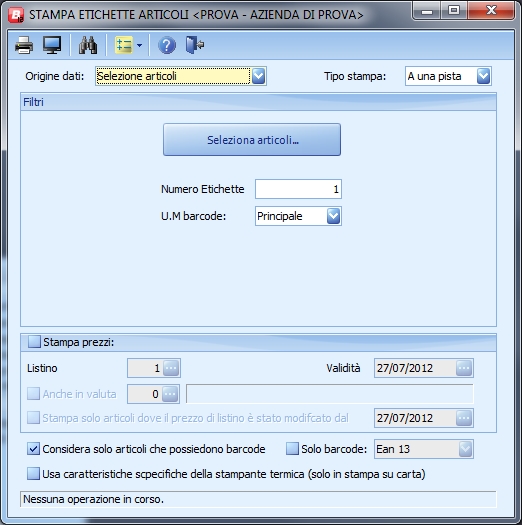 STAMPA ETICHETTE ARTICOLI <PROVA - AZIENDA DI PROVA>
Origine dati: Selezione articoli Tipo stampa: A una pista
Filtri
Seleziona articoli...
Numero Etichette 1
U.M barcode: Principale
Stampa prezzi:
Listino 1 ... Validità 27/07/2012 ...
Anche in valuta 0 ...
Stampa solo articoli dove il prezzo di listino è stato modifcato dal 27/07/2012 ...
Considera solo articoli che possiedono barcode Solo barcode: Ean 13
Usa caratteristiche scpecifiche della stampante termica (solo in stampa su carta)
Nessuna operazione in corso.